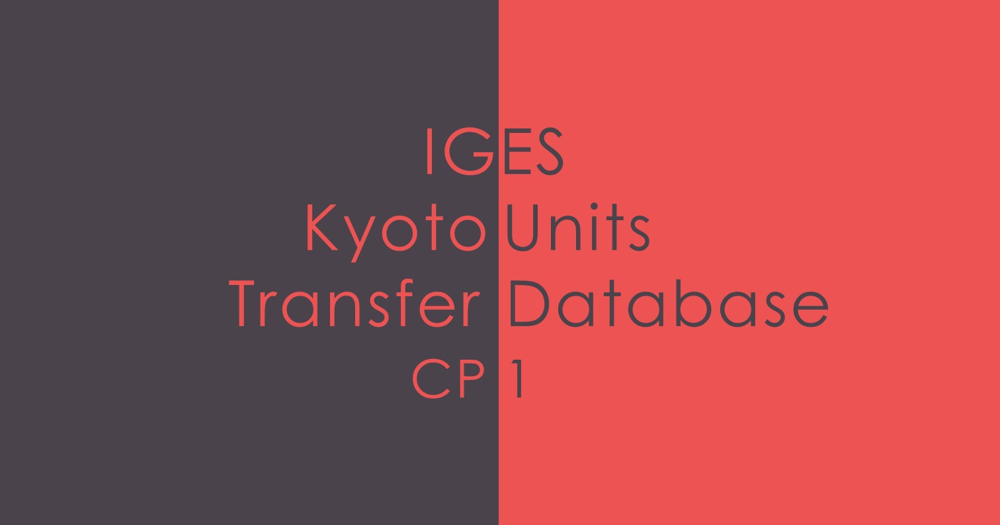 IGES
Kyoto Units
Transfer Database
CP 1